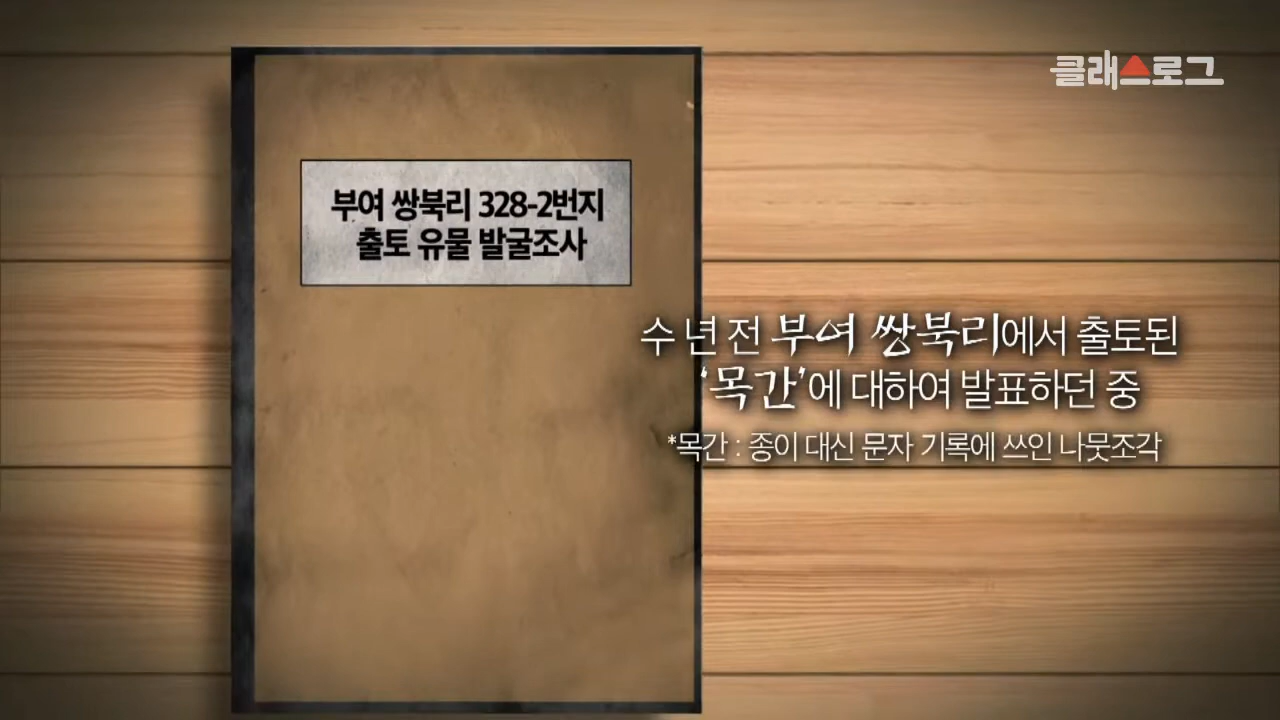 클래스로그
부여 쌍북리 328-2번지
출토 유물 발굴조사
수 년 전 부여 쌍북리에서 출토된
‘목간’에 대하여 발표하던 중
*목간 : 종이 대신 문자 기록에 쓰인 나뭇조각